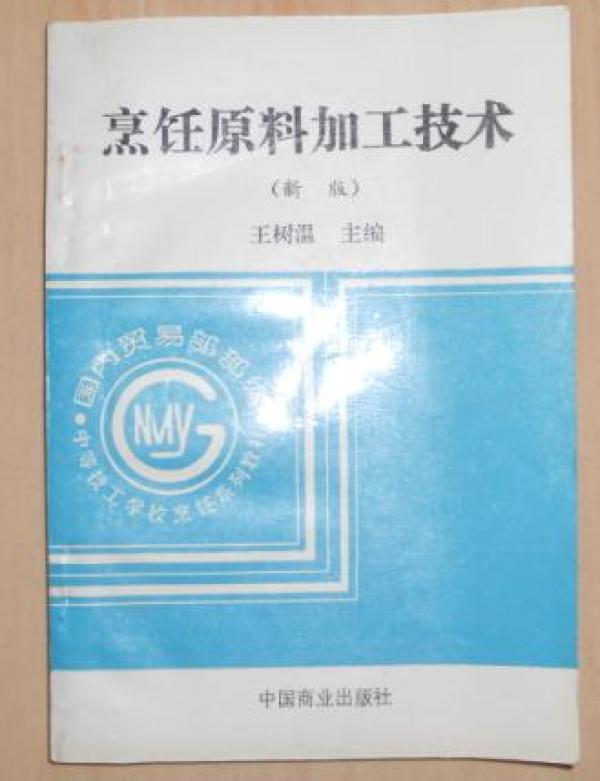 烹饪原料加工技术
（新版）
王树温 主编
·国内贸易部部编
中等技工学校烹饪系列教材
GNMY
中国商业出版社